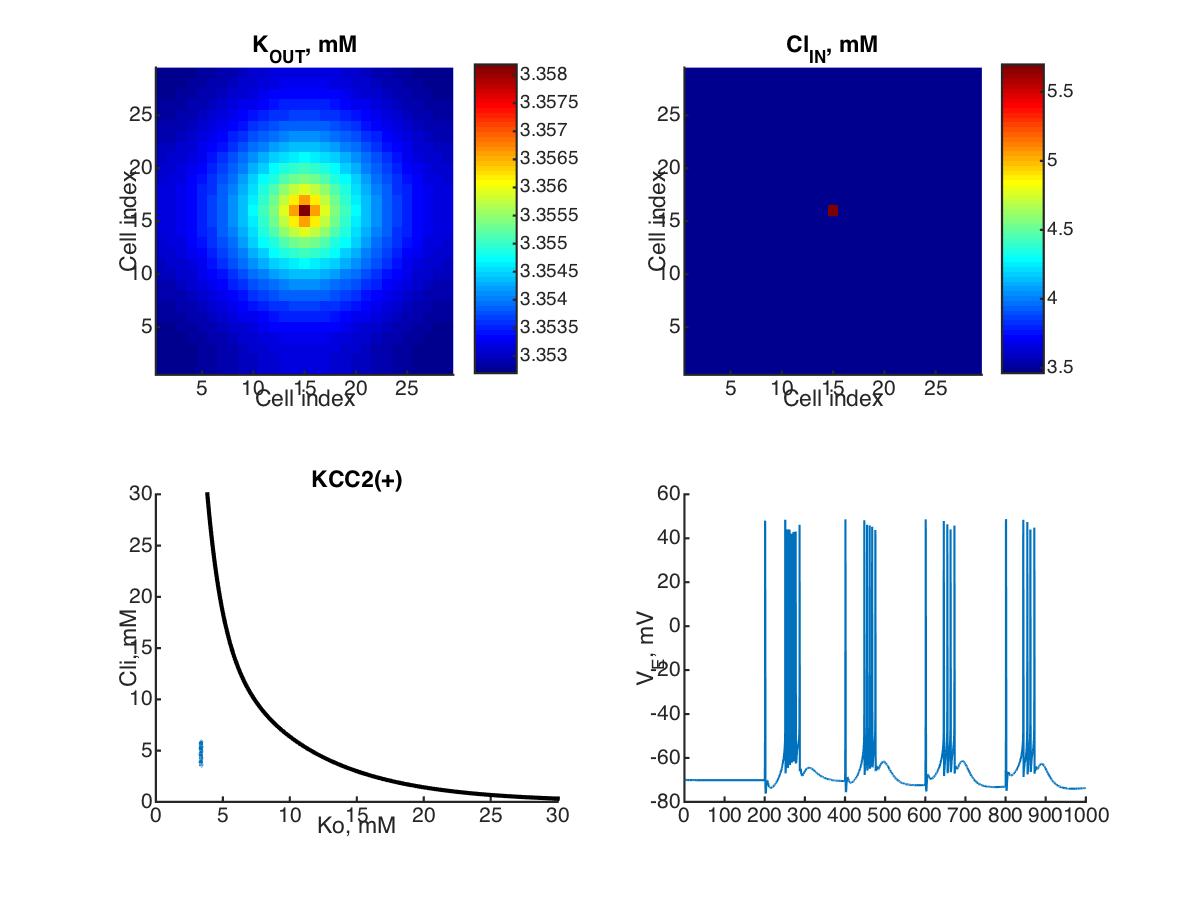 K_OUT, mM
Cell index
25
20
15
10
5
5 10 15 20 25
Cell index
3.358
3.3575
3.357
3.3565
3.356
3.3555
3.355
3.3545
3.354
3.3535
3.353
Cl_IN, mM
Cell index
25
20
15
10
5
5 10 15 20 25
Cell index
5.5
5
4.5
4
3.5
KCC2(+)
Cli, mM
30
25
20
15
10
5
0
0 5 10 15 20 25 30
Ko, mM
V_IE, mV
60
40
20
0
-20
-40
-60
-80
0 100 200 300 400 500 600 700 800 900 1000